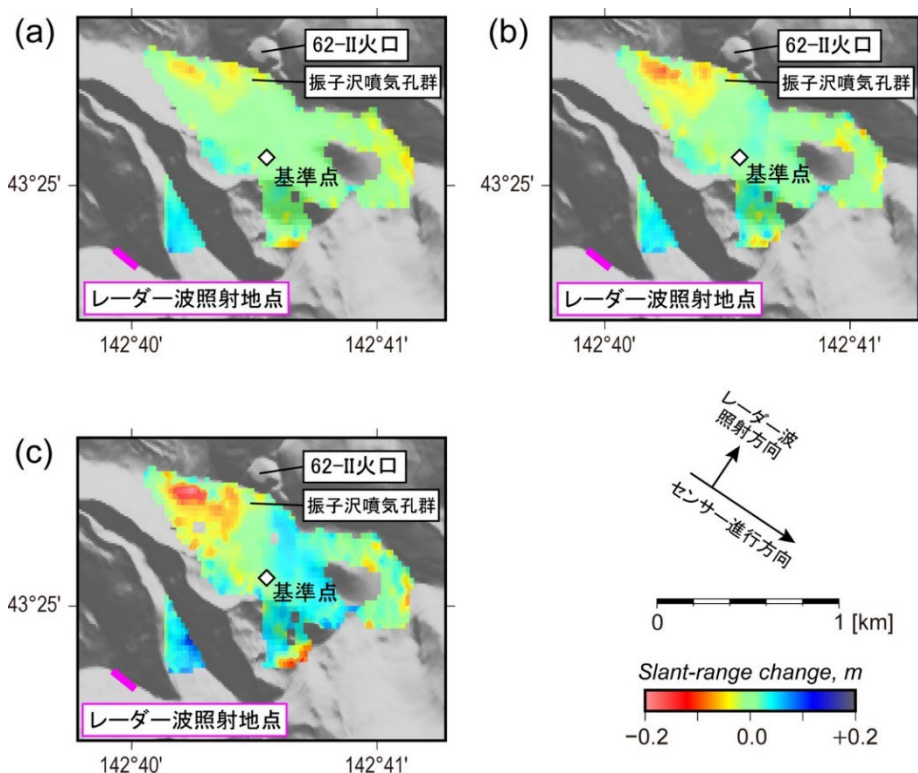 (a)
62-II火口
振子沢噴気孔群
基準点
43°25'
レーダー波照射地点
142°40'
142°41'
(b)
62-II火口
振子沢噴気孔群
基準点
43°25'
レーダー波照射地点
142°40'
142°41'
(c)
62-II火口
振子沢噴気孔群
基準点
43°25'
レーダー波照射地点
142°40'
142°41'
レーダー波
照射方向
センサー進行方向
0 1 [km]
Slant-range change, m
−0.2 0.0 +0.2